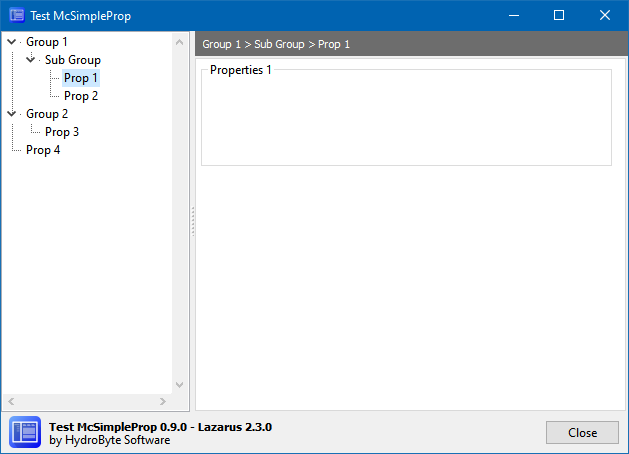 Test McSimpleProp
Group 1
Sub Group
Prop 1
Prop 2
Group 2
Prop 3
Prop 4
Group 1 > Sub Group > Prop 1
Properties 1
Test McSimpleProp 0.9.0 - Lazarus 2.3.0
by HydroByte Software
Close